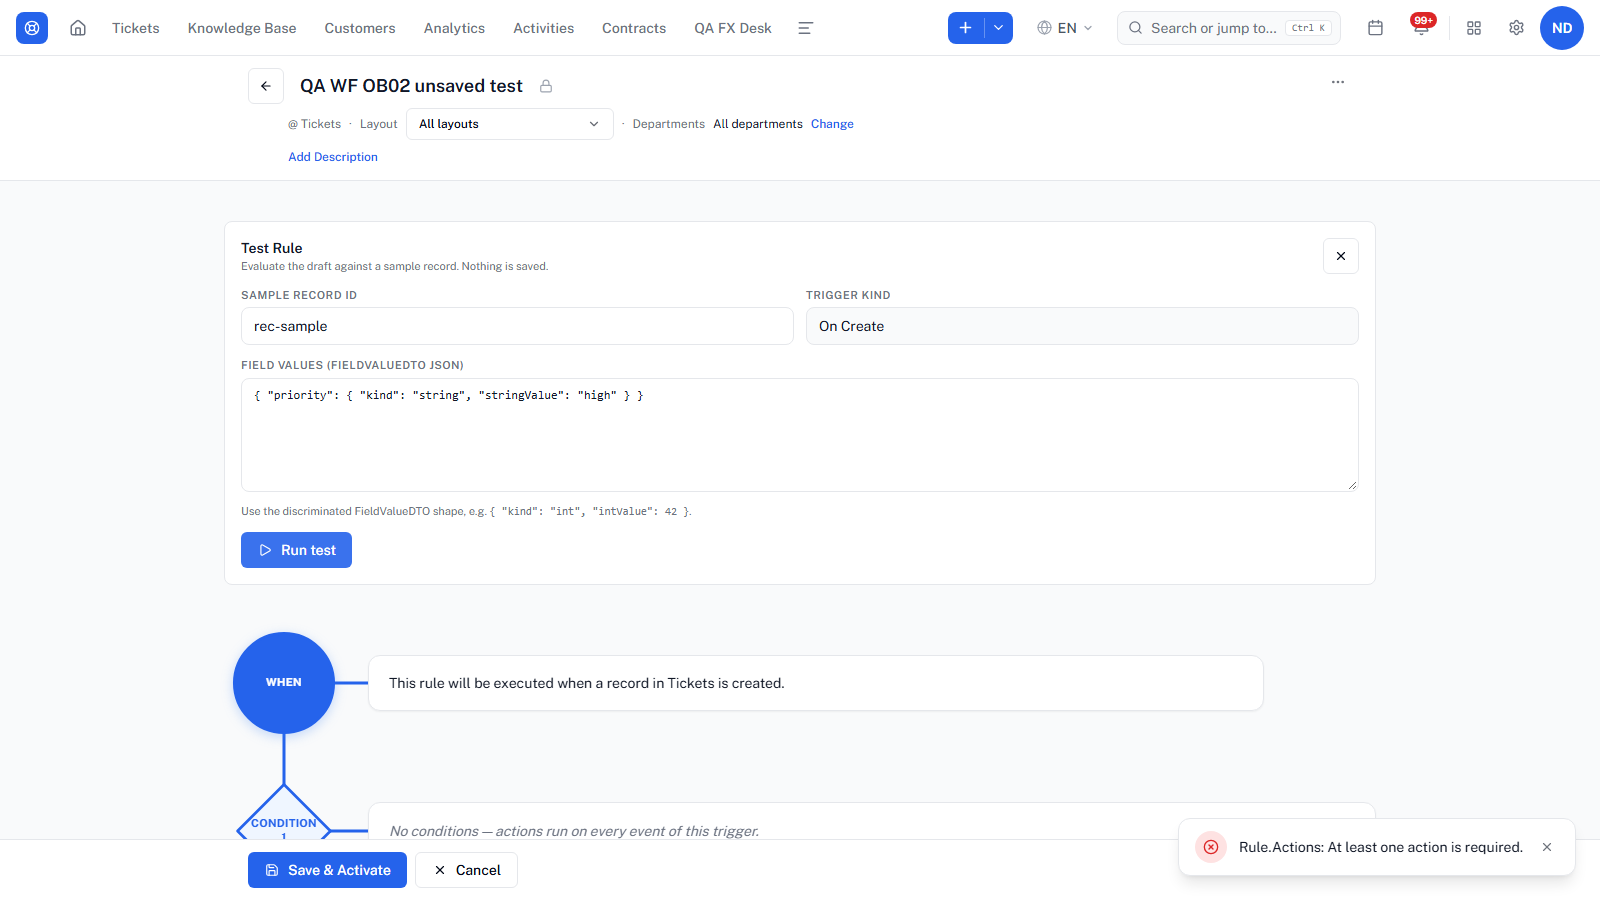 Tickets
Knowledge Base
Customers
Analytics
Activities
Contracts
QA FX Desk
EN
Search or jump to...
Ctrl K
99+
ND
QA WF OB02 unsaved test
@ Tickets · Layout
All layouts
· Departments All departments Change
Add Description
Test Rule
Evaluate the draft against a sample record. Nothing is saved.
SAMPLE RECORD ID
TRIGGER KIND
rec-sample
On Create
FIELD VALUES (FIELDVALUEDTO JSON)
{ "priority": { "kind": "string", "stringValue": "high" } }
Use the discriminated FieldValueDTO shape, e.g. { "kind": "int", "intValue": 42 }.
Run test
WHEN
This rule will be executed when a record in Tickets is created.
CONDITION
1
No conditions — actions run on every event of this trigger.
Rule.Actions: At least one action is required.
Save & Activate
Cancel